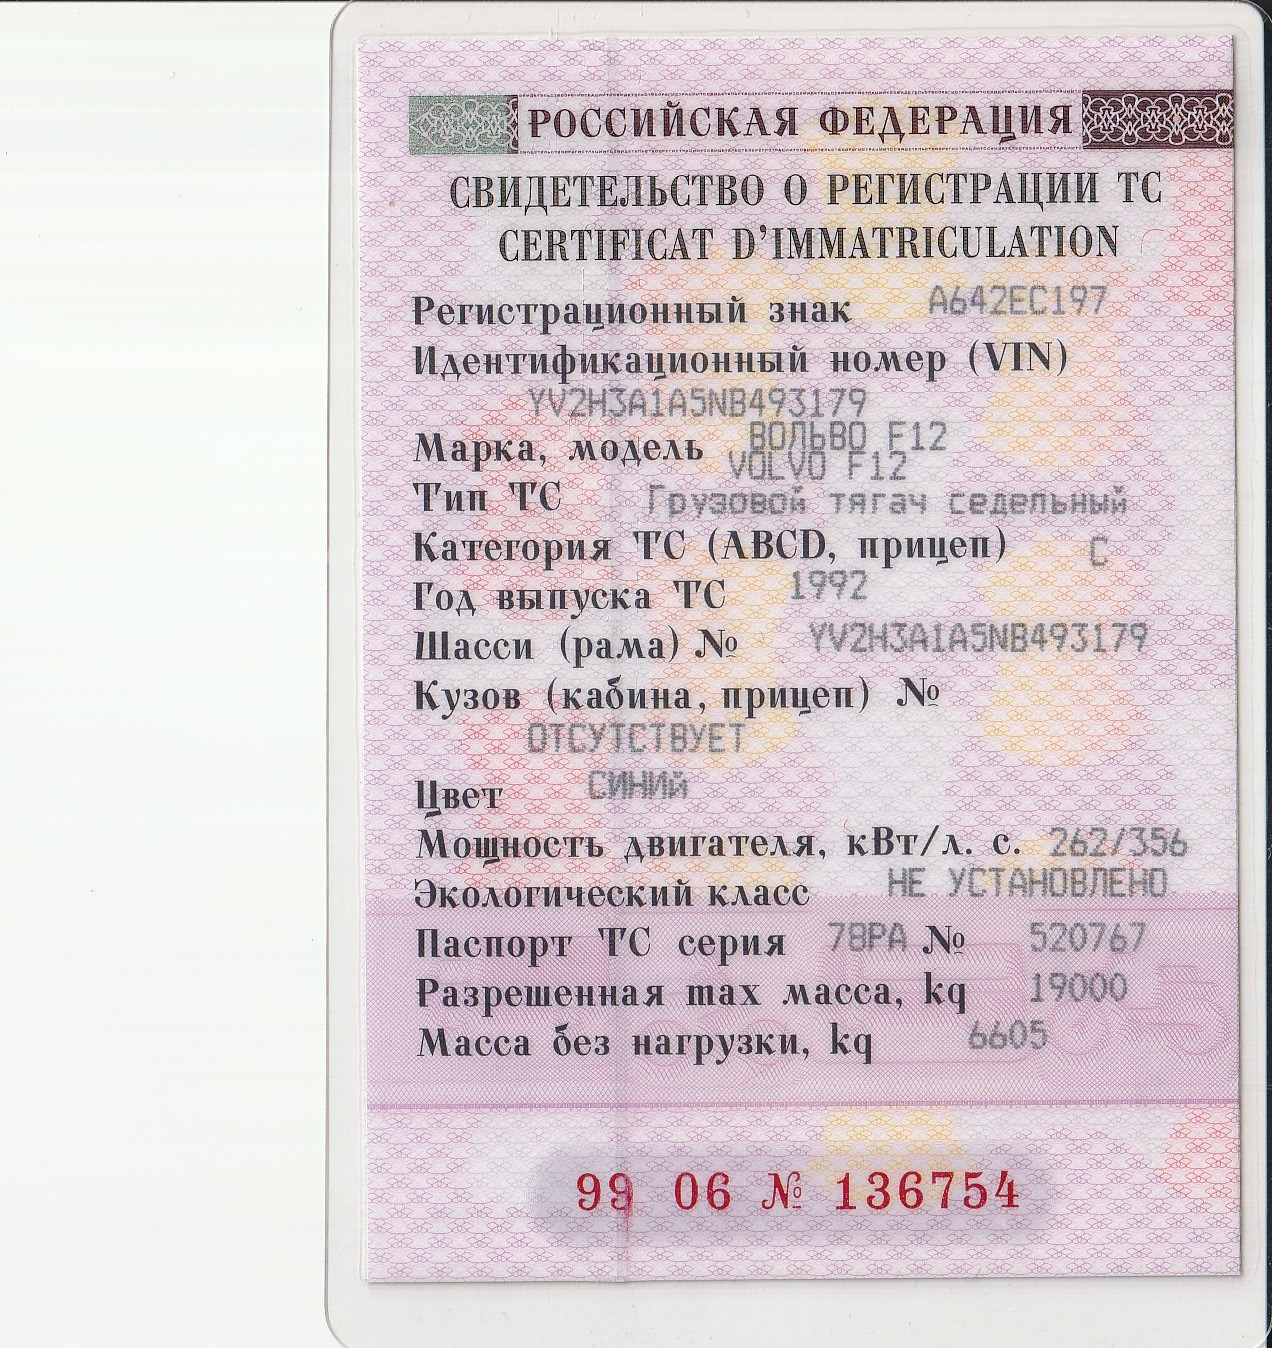 РОССИЙСКАЯ ФЕДЕРАЦИЯ
СВИДЕТЕЛЬСТВО О РЕГИСТРАЦИИ ТС
CERTIFICAT D'IMMATRICULATION
Регистрационный знак А642ЕС197
Идентификационный номер (VIN)
YV2H3A1A5NB493179
Марка, модель ВОЛЬВО F12
VOLVO F12
Тип ТС Грузовой тягач седельный
Категория ТС (ABCD, прицеп) C
Год выпуска ТС 1992
Шасси (рама) № YV2H3A1A5NB493179
Кузов (кабина, прицеп) №
ОТСУТСТВУЕТ
Цвет СИНИЙ
Мощность двигателя, кВт/л. с. 262/356
Экологический класс НЕ УСТАНОВЛЕНО
Паспорт ТС серия 78РА № 520767
Разрешенная max масса, kq 19000
Масса без нагрузки, kq 6605
99 06 № 136754